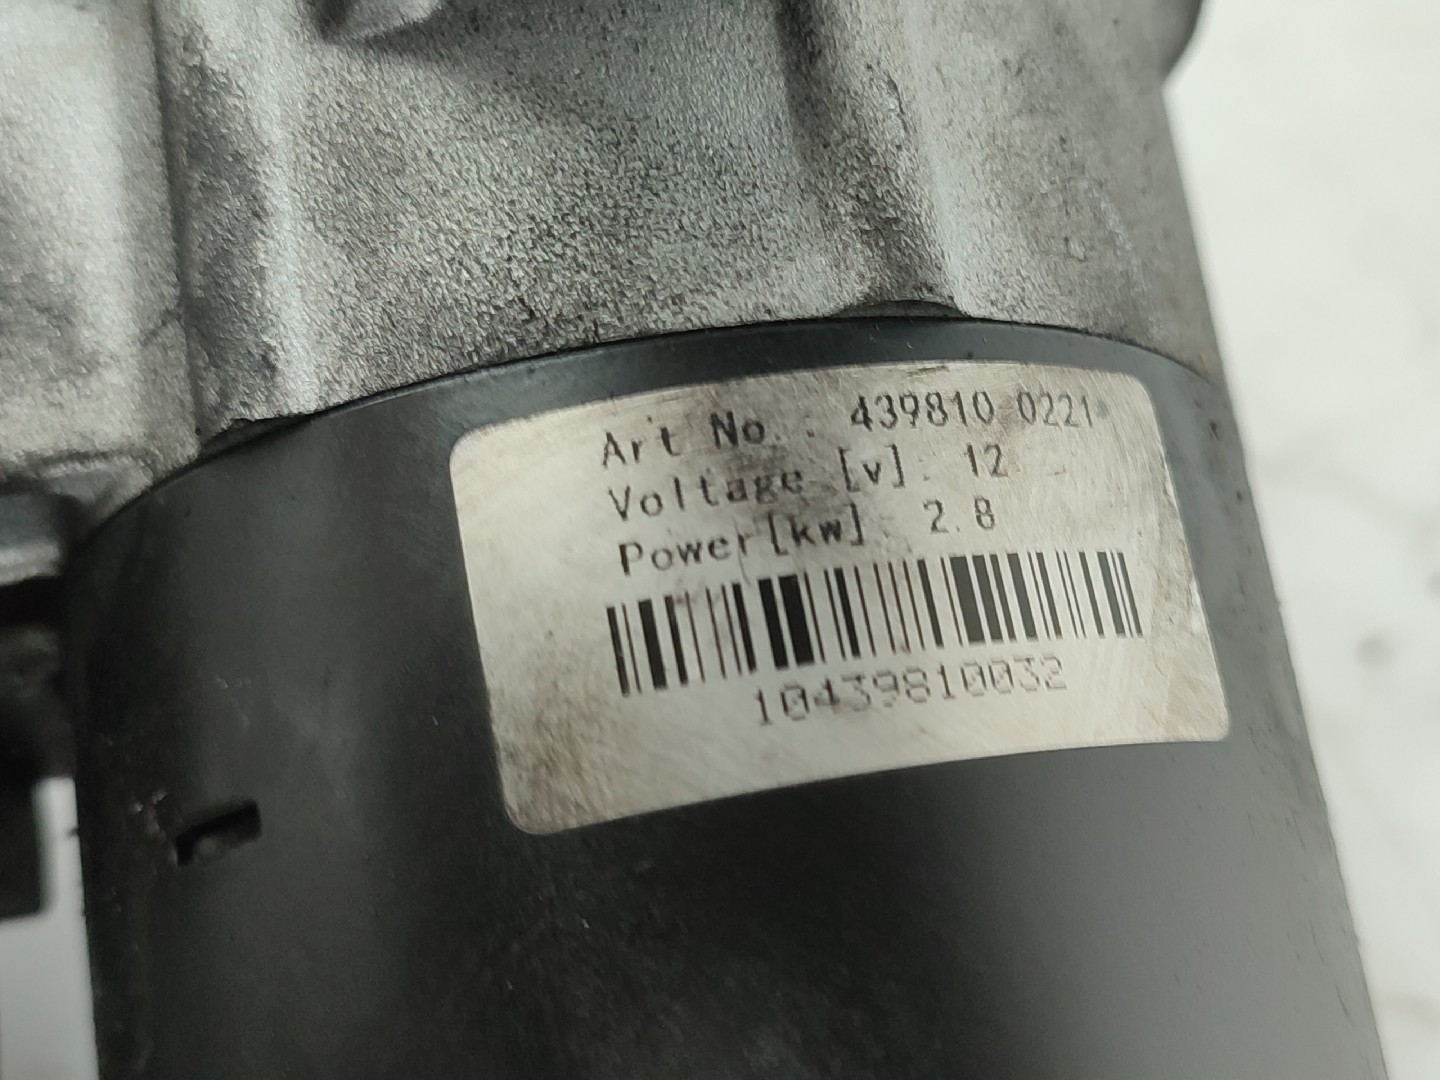 Art No. : 439810 0221
Voltage [v]: 12
Power[kw]: 2.8
10439810032